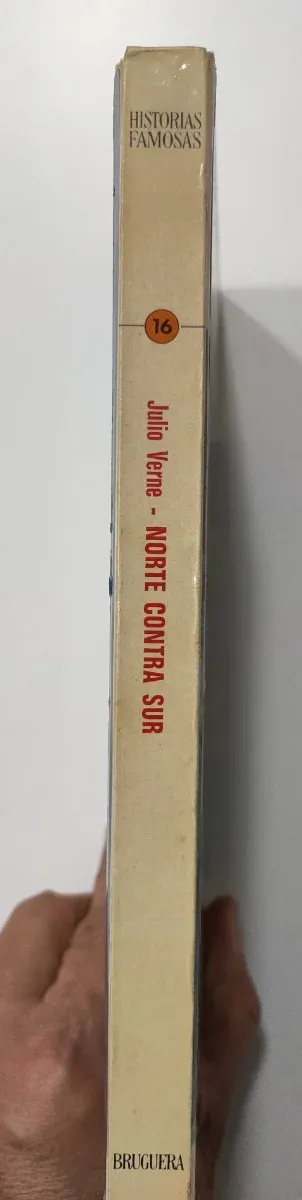 HISTORIAS
FAMOSAS
16
Julio Verne - NORTE CONTRA SUR
BRUGUERA